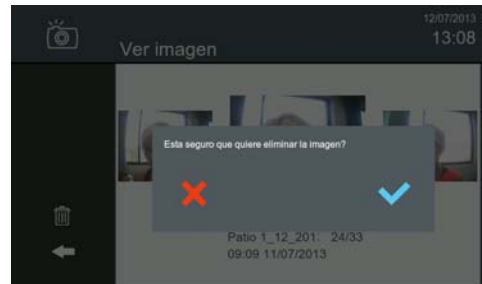 12/07/2013
13:08
Ver imagen
Esta seguro que quiere eliminar la imagen?
Patio 1_12_201. 24/33
09:09 11/07/2013